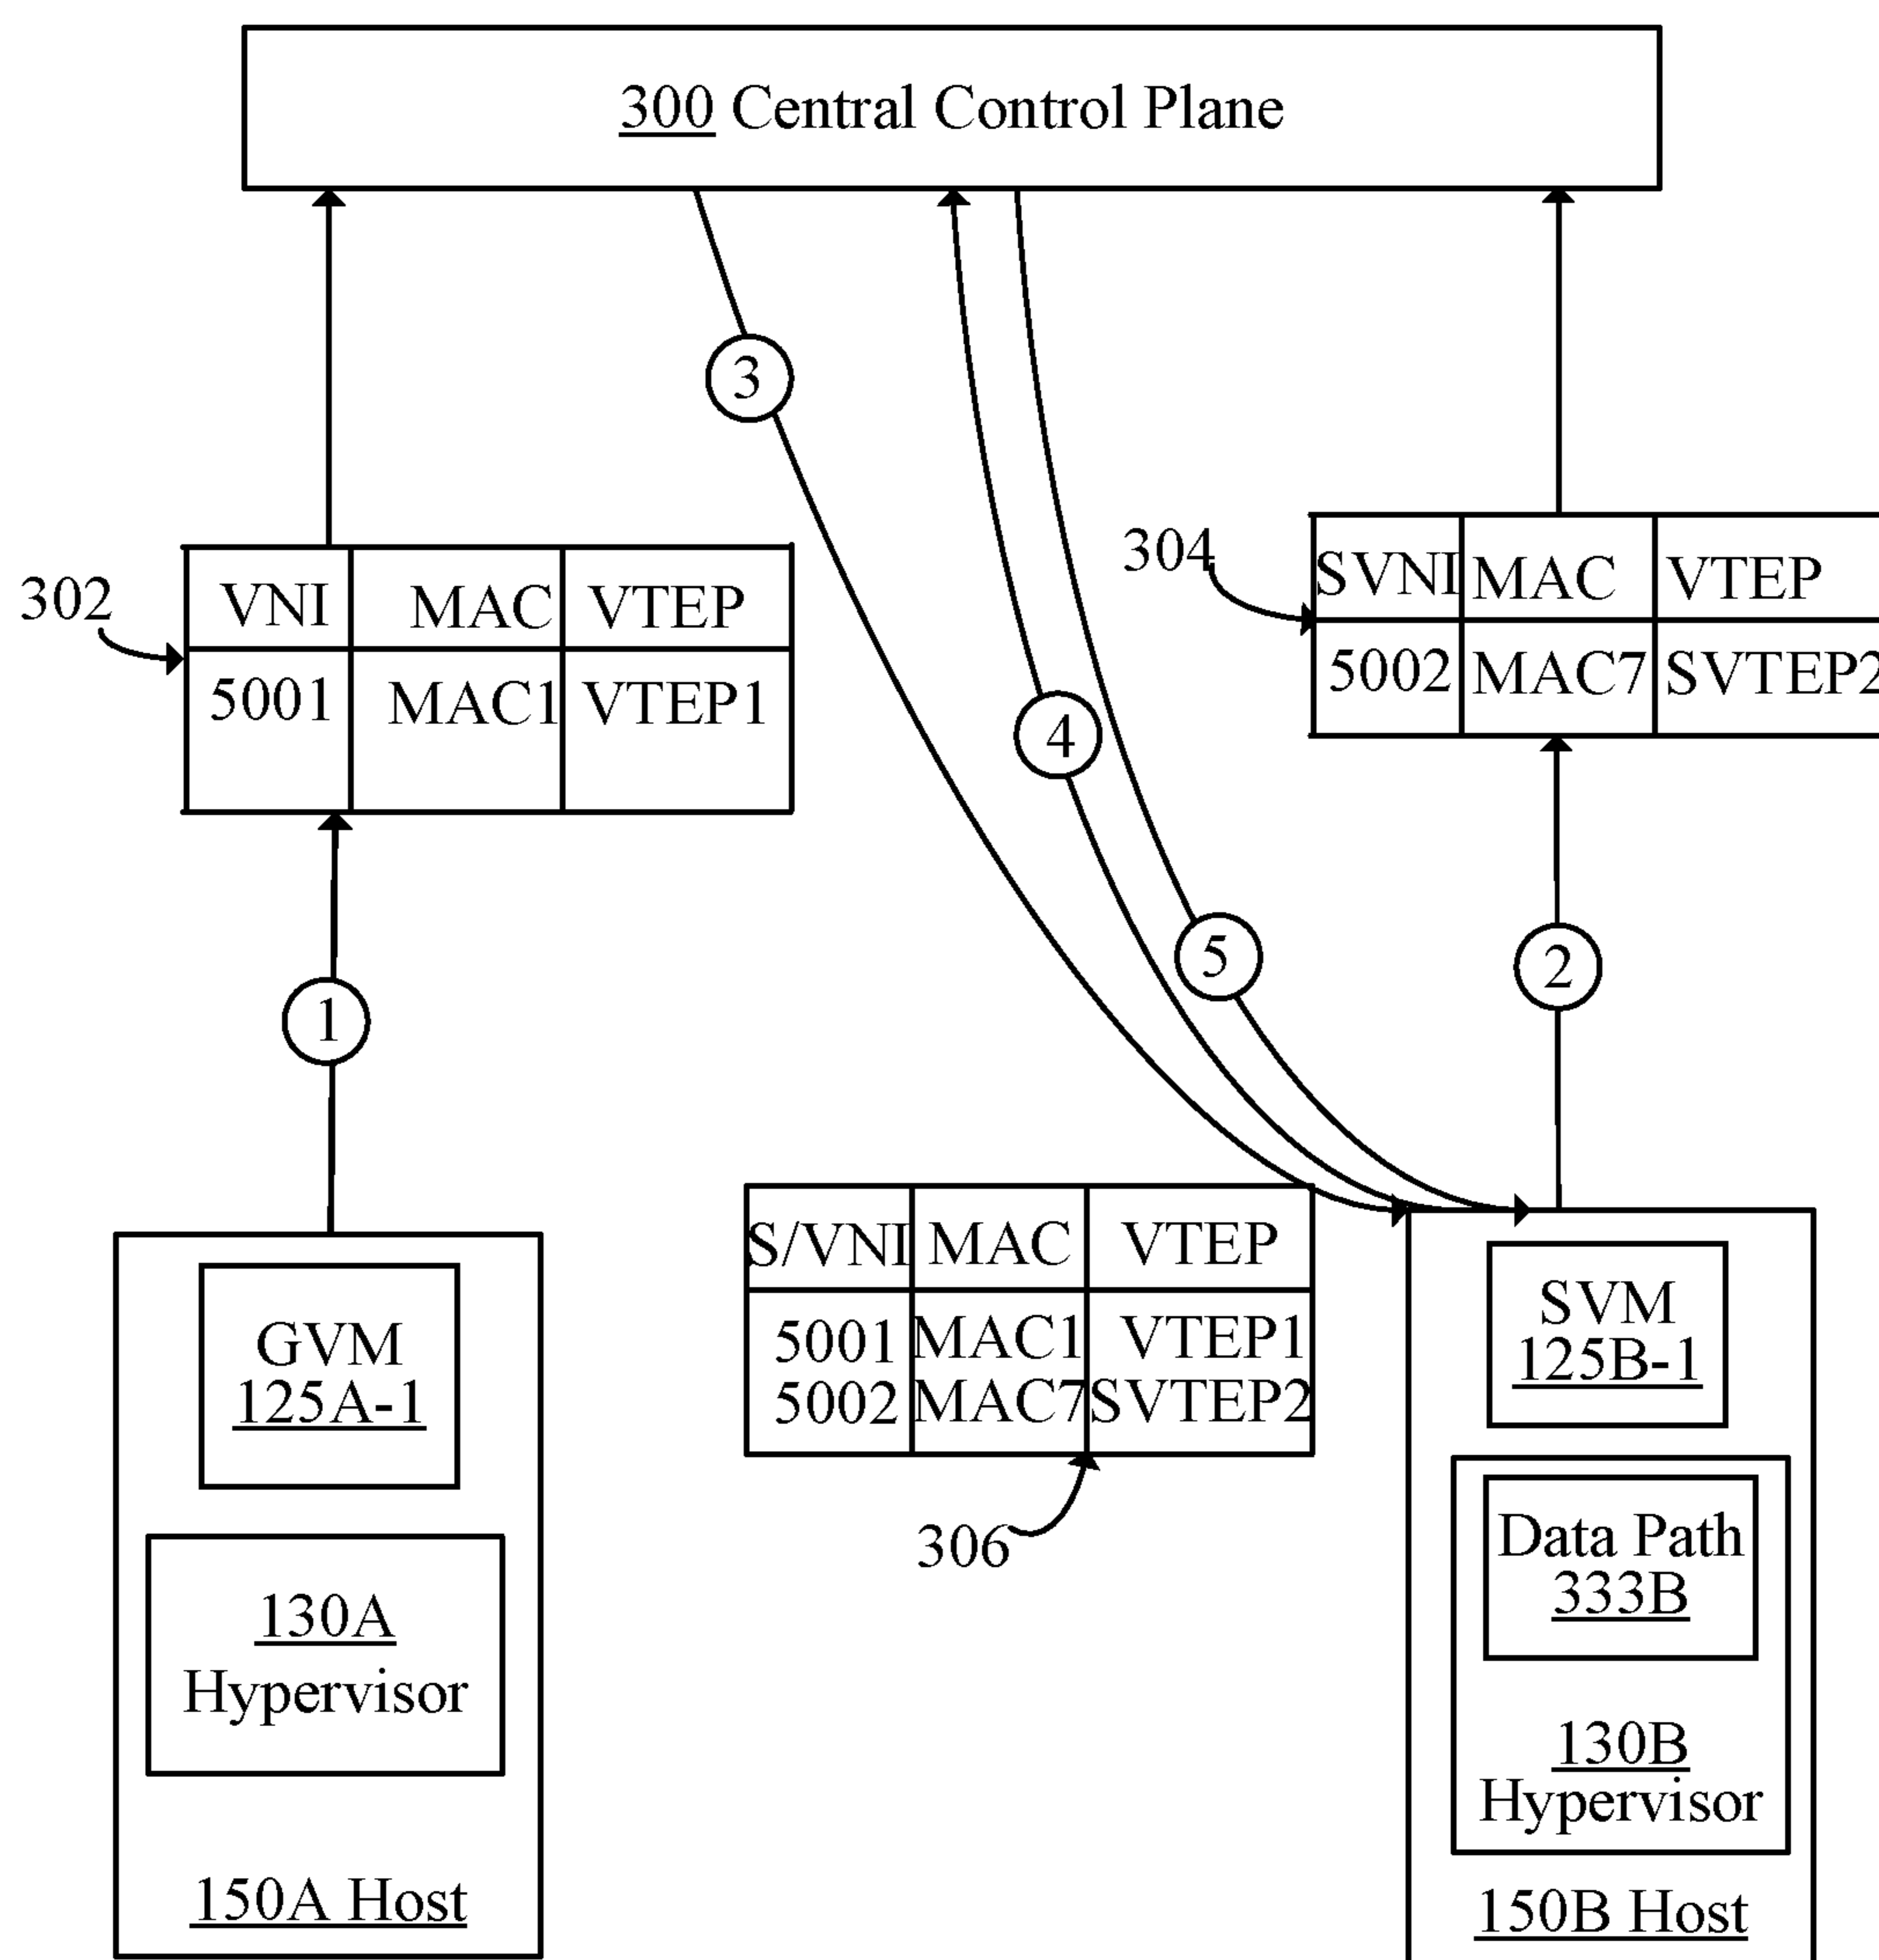 300 Central Control Plane
3
302
VNI MAC VTEP
5001 MAC1 VTEP1
304
SVNI MAC VTEP
5002 MAC7 SVTEP2
4
5
2
1
S/VNI MAC VTEP
5001 MAC1 VTEP1
5002 MAC7 SVTEP2
306
GVM
125A-1
130A
Hypervisor
150A Host
SVM
125B-1
Data Path
333B
130B
Hypervisor
150B Host